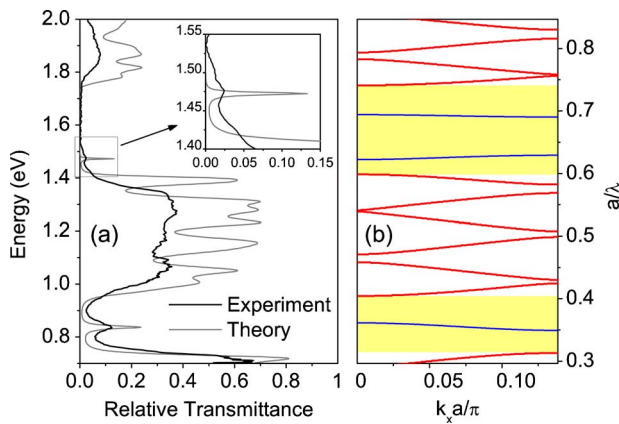 2.0
1.8
1.6
1.4
1.2
1.0
0.8
Energy (eV)
(a)
1.55
1.50
1.45
1.40
0.00 0.05 0.10 0.15
Experiment
Theory
0.0 0.2 0.4 0.6 0.8 1
Relative Transmittance
(b)
0.8
0.7
0.6
0.5
0.4
0.3
a/λ
0.00 0.05 0.10
kₓa/π